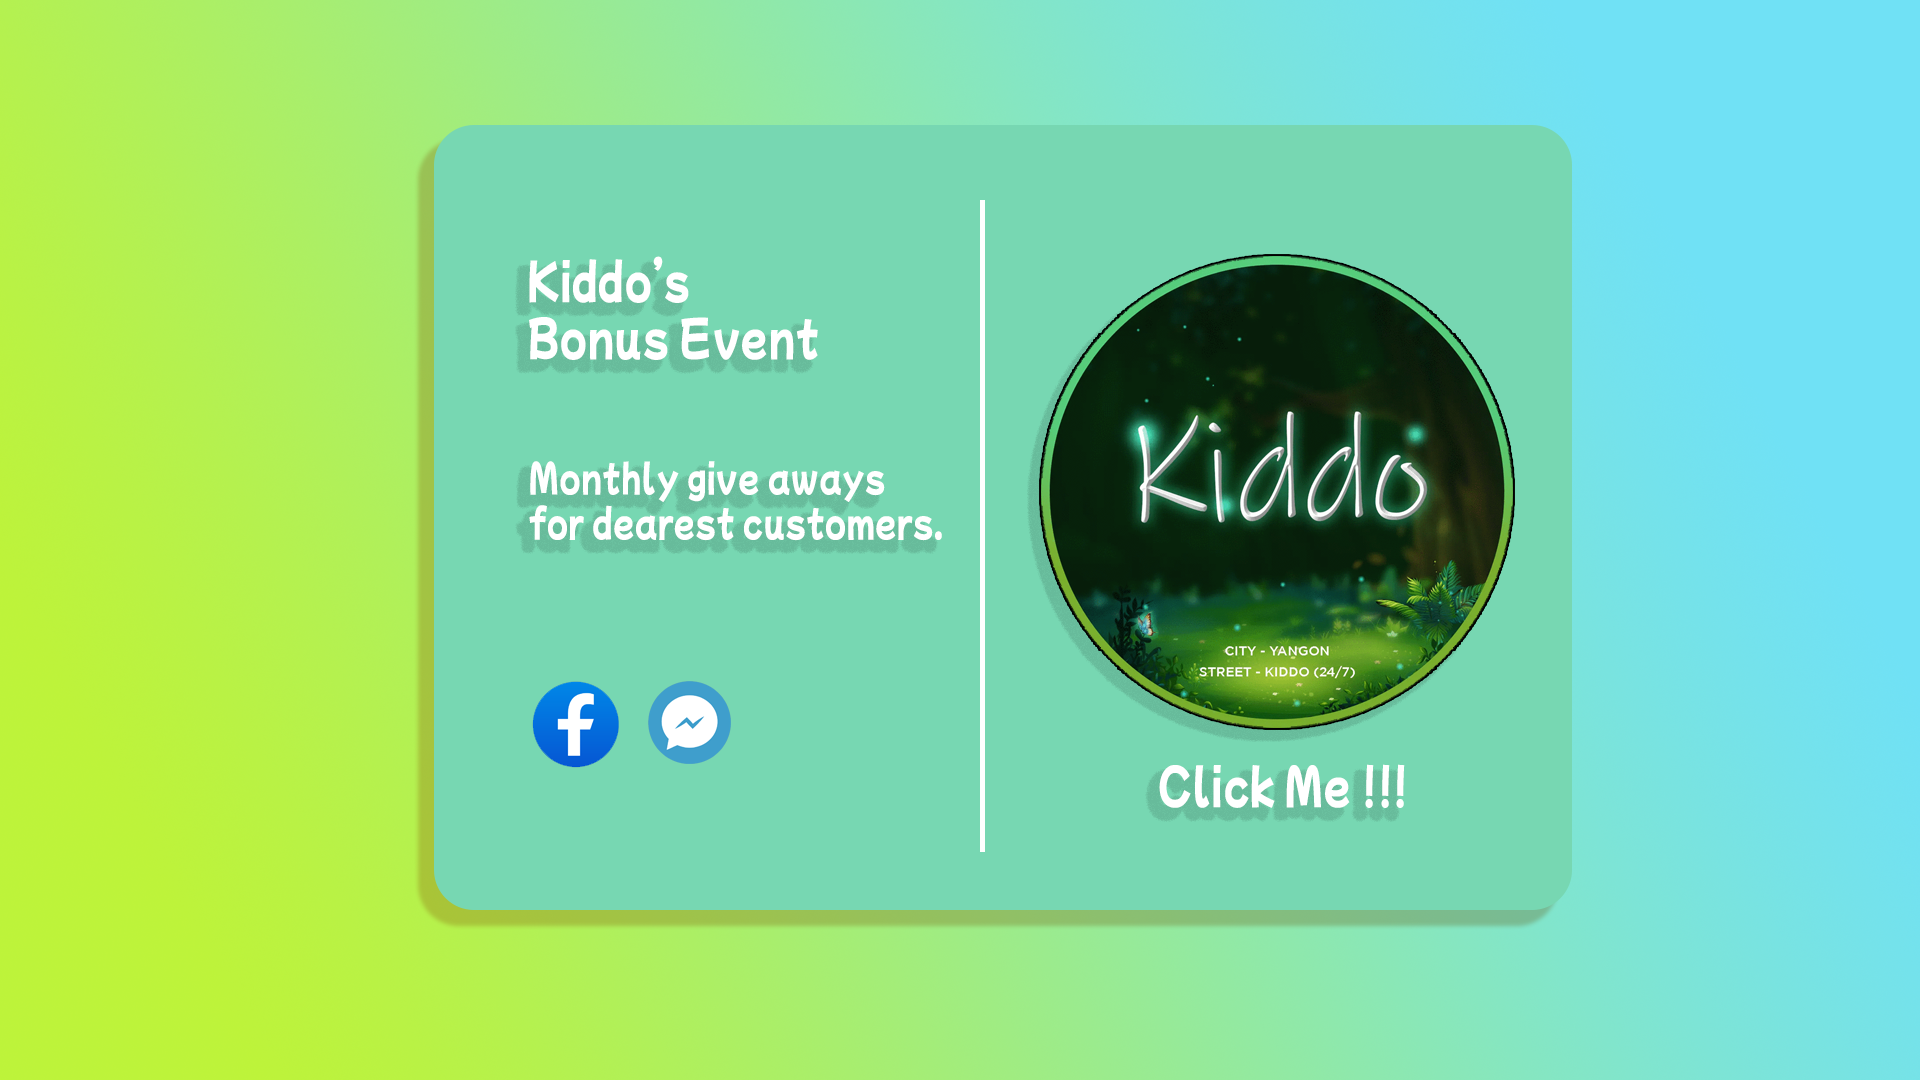 Kiddo’s
Bonus Event
Monthly give aways
for dearest customers.
Kiddo
CITY - YANGON
STREET - KIDDO (24/7)
Click Me !!!